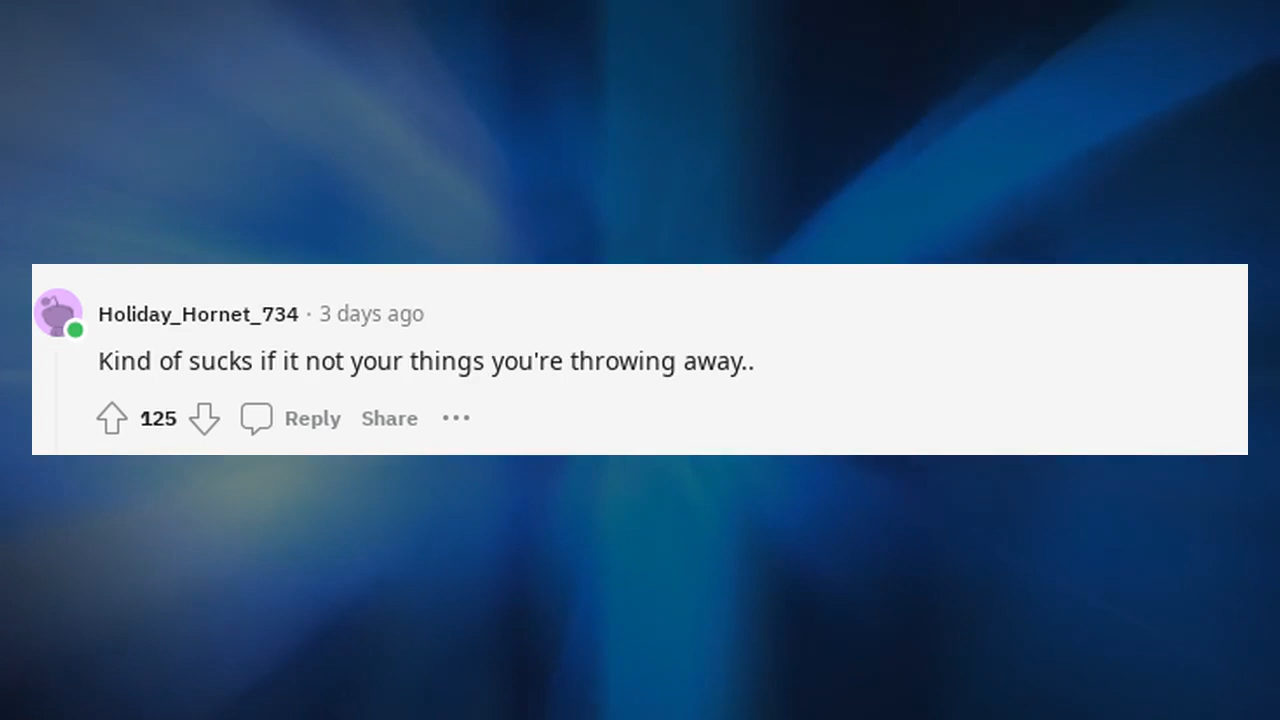 Holiday_Hornet_734 · 3 days ago
Kind of sucks if it not your things you're throwing away..
125 Reply Share ···